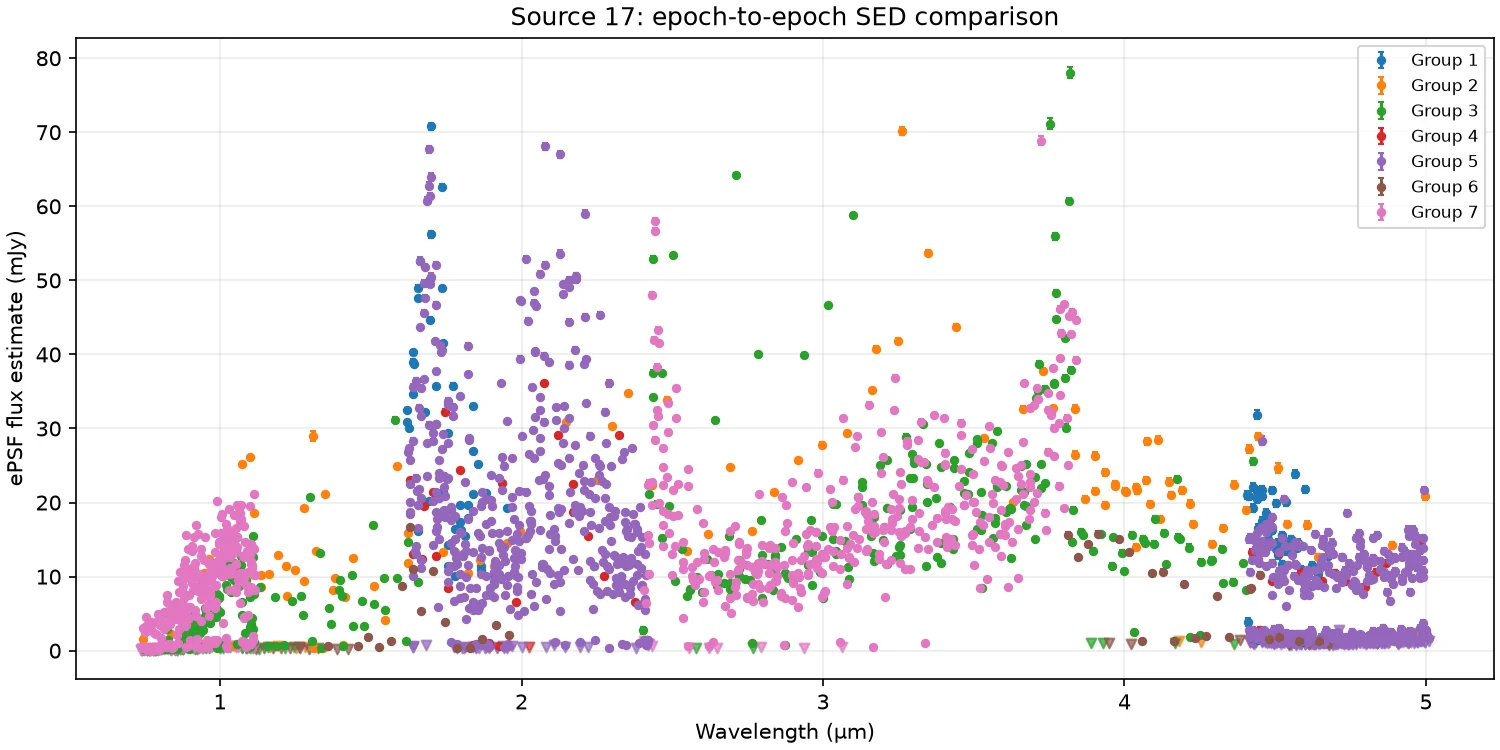 Source 17: epoch-to-epoch SED comparison
ePSF flux estimate (mJy)
80
70
60
50
40
30
20
10
0
1
2
3
4
5
Wavelength (μm)
Group 1
Group 2
Group 3
Group 4
Group 5
Group 6
Group 7